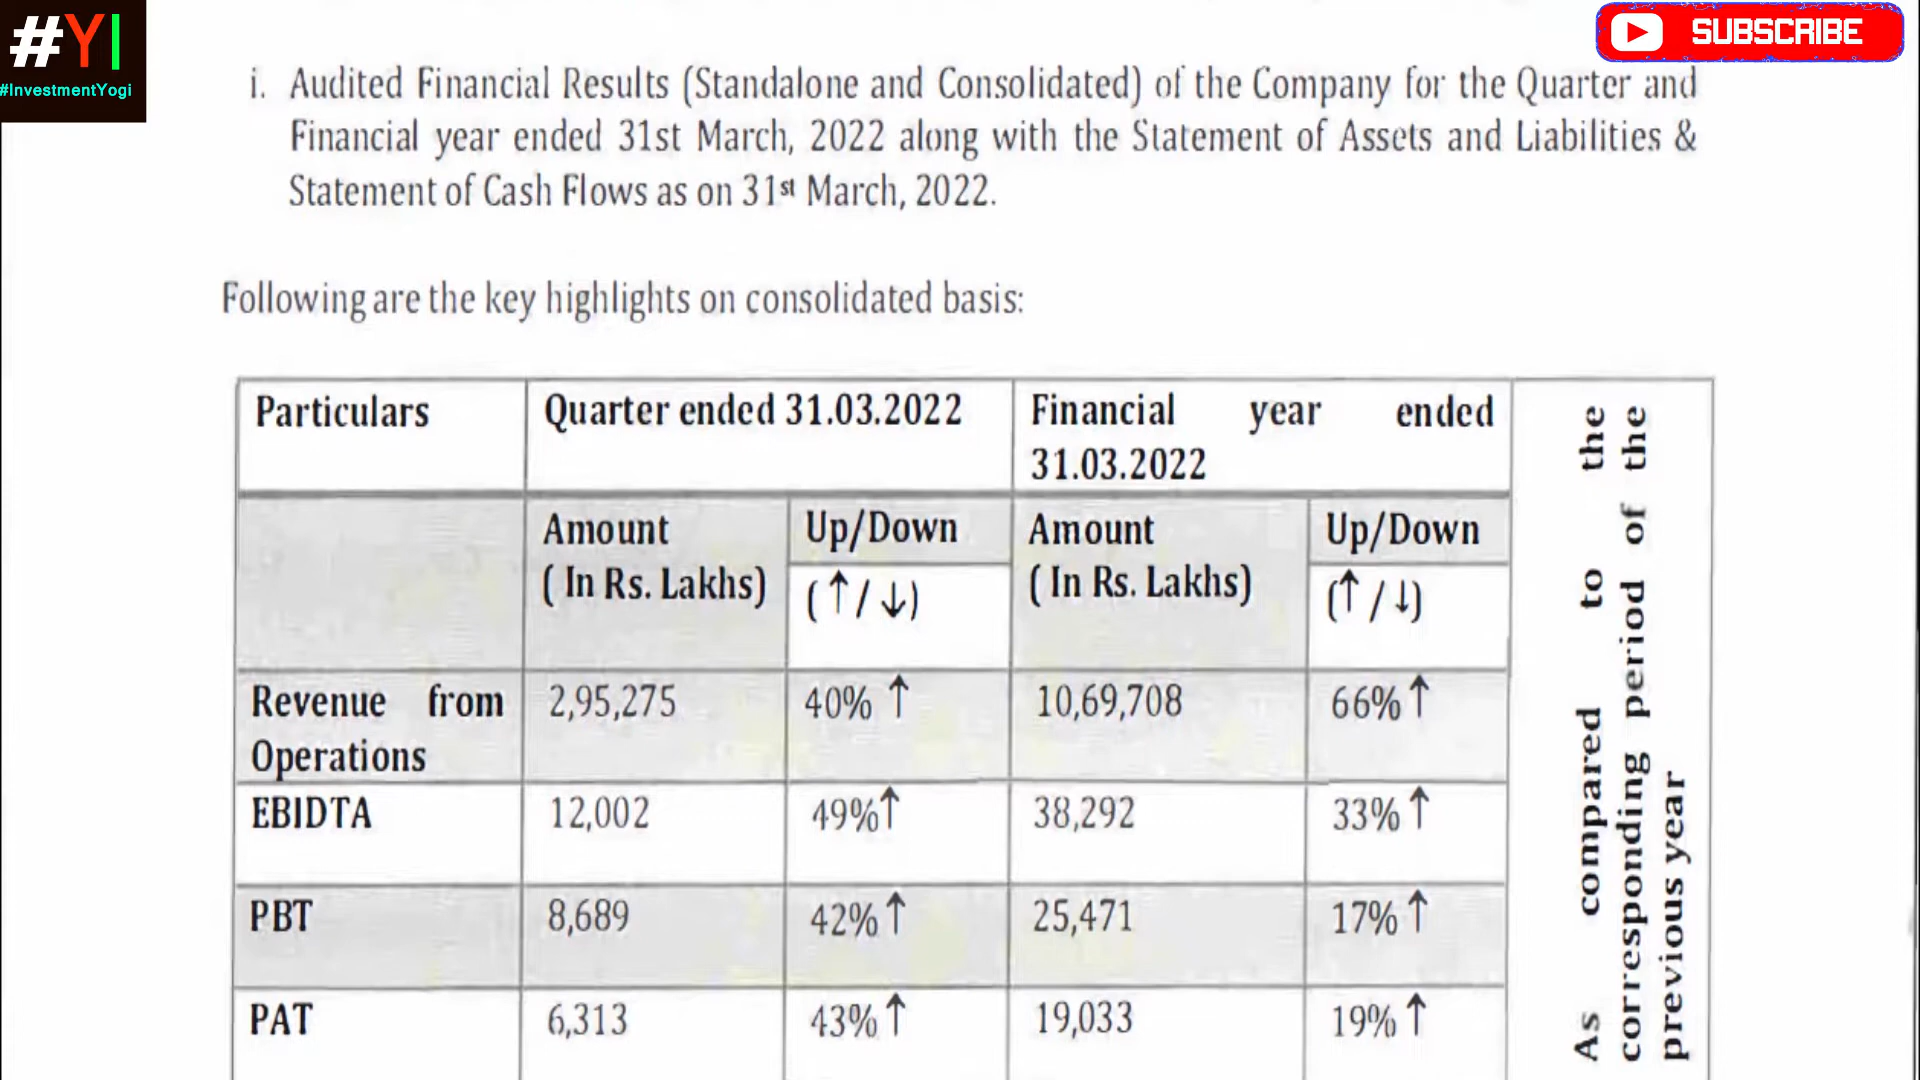 #YI
#InvestmentYogi
SUBSCRIBE
i. Audited Financial Results (Standalone and Consolidated) of the Company for the Quarter and
Financial year ended 31st March, 2022 along with the Statement of Assets and Liabilities &
Statement of Cash Flows as on 31st March, 2022.
Following are the key highlights on consolidated basis:
Particulars Quarter ended 31.03.2022 Financial year ended
31.03.2022
Amount Up/Down Amount Up/Down
( In Rs. Lakhs) (↑/↓) ( In Rs. Lakhs) (↑/↓)
Revenue from 2,95,275 40% ↑ 10,69,708 66% ↑
Operations
EBIDTA 12,002 49%↑ 38,292 33% ↑
PBT 8,689 42% ↑ 25,471 17% ↑
PAT 6,313 43% ↑ 19,033 19% ↑
As compared to the
corresponding period of the
previous year